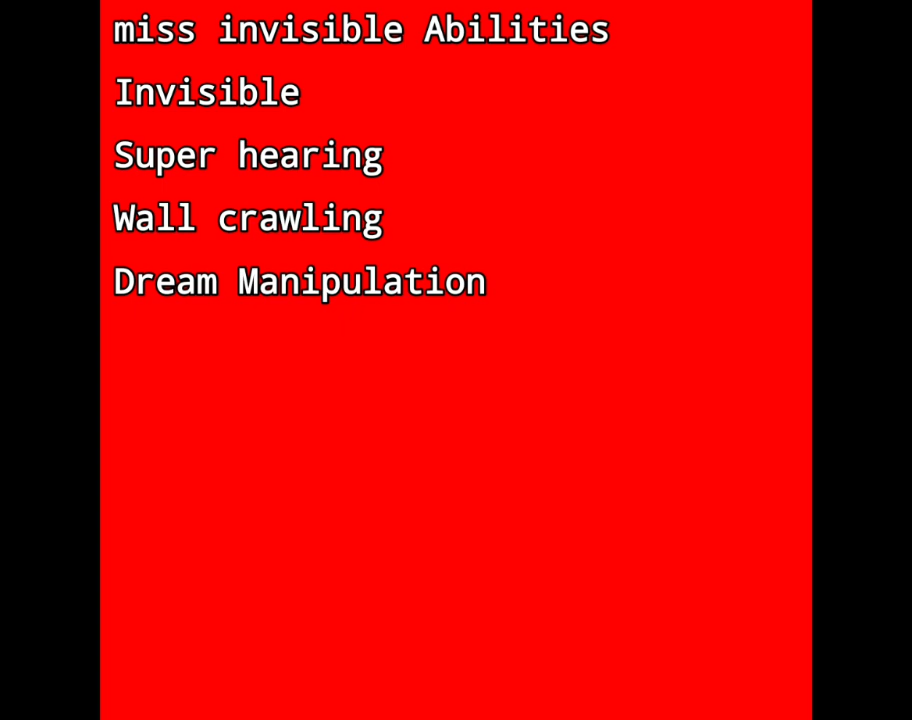 miss invisible Abilities
Invisible
Super hearing
Wall crawling
Dream Manipulation